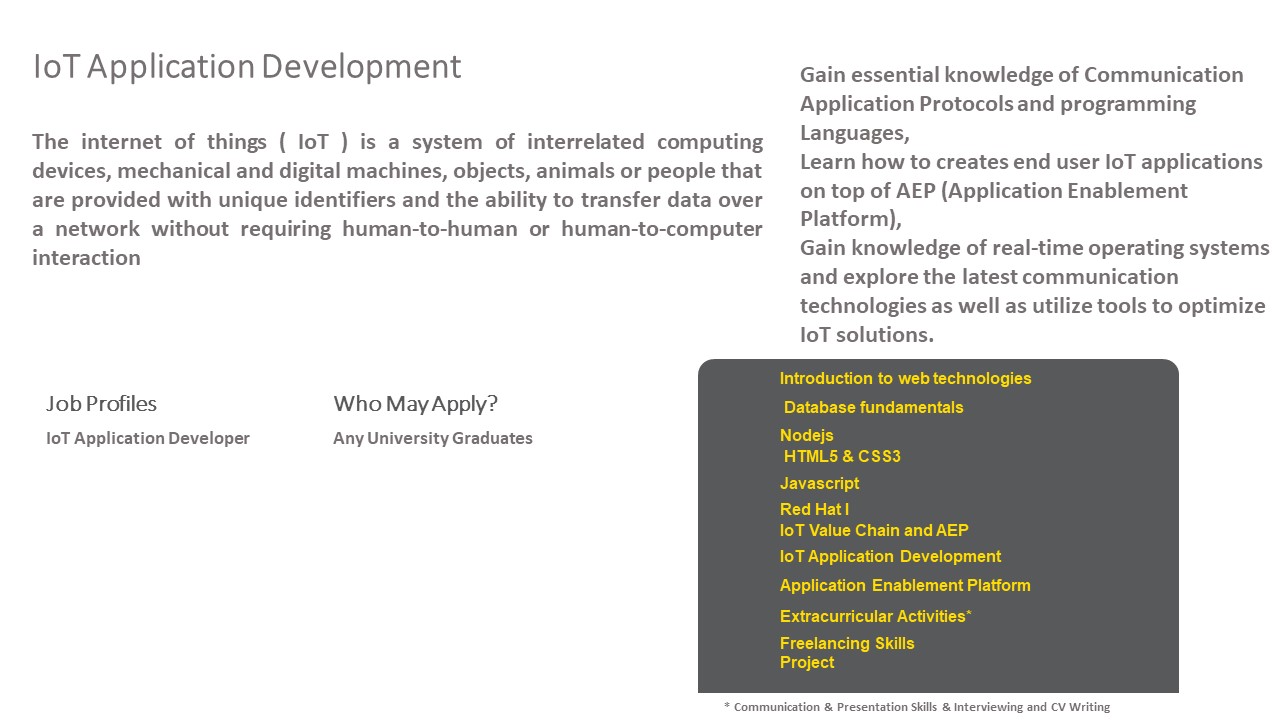 IoT Application Development
The internet of things ( IoT ) is a system of interrelated computing
devices, mechanical and digital machines, objects, animals or people that
are provided with unique identifiers and the ability to transfer data over
a network without requiring human-to-human or human-to-computer
interaction
Gain essential knowledge of Communication
Application Protocols and programming
Languages,
Learn how to creates end user IoT applications
on top of AEP (Application Enablement
Platform),
Gain knowledge of real-time operating systems
and explore the latest communication
technologies as well as utilize tools to optimize
IoT solutions.
Job Profiles
IoT Application Developer
Who May Apply?
Any University Graduates
Introduction to web technologies
Database fundamentals
Nodejs
HTML5 & CSS3
Javascript
Red Hat I
IoT Value Chain and AEP
IoT Application Development
Application Enablement Platform
Extracurricular Activities*
Freelancing Skills
Project
* Communication & Presentation Skills & Interviewing and CV Writing